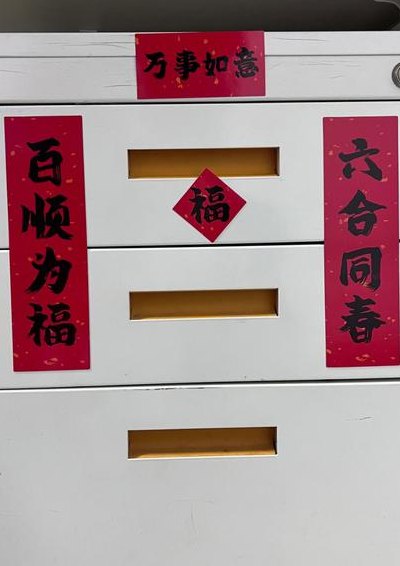 万事如意
百顺为福
福
六合同春